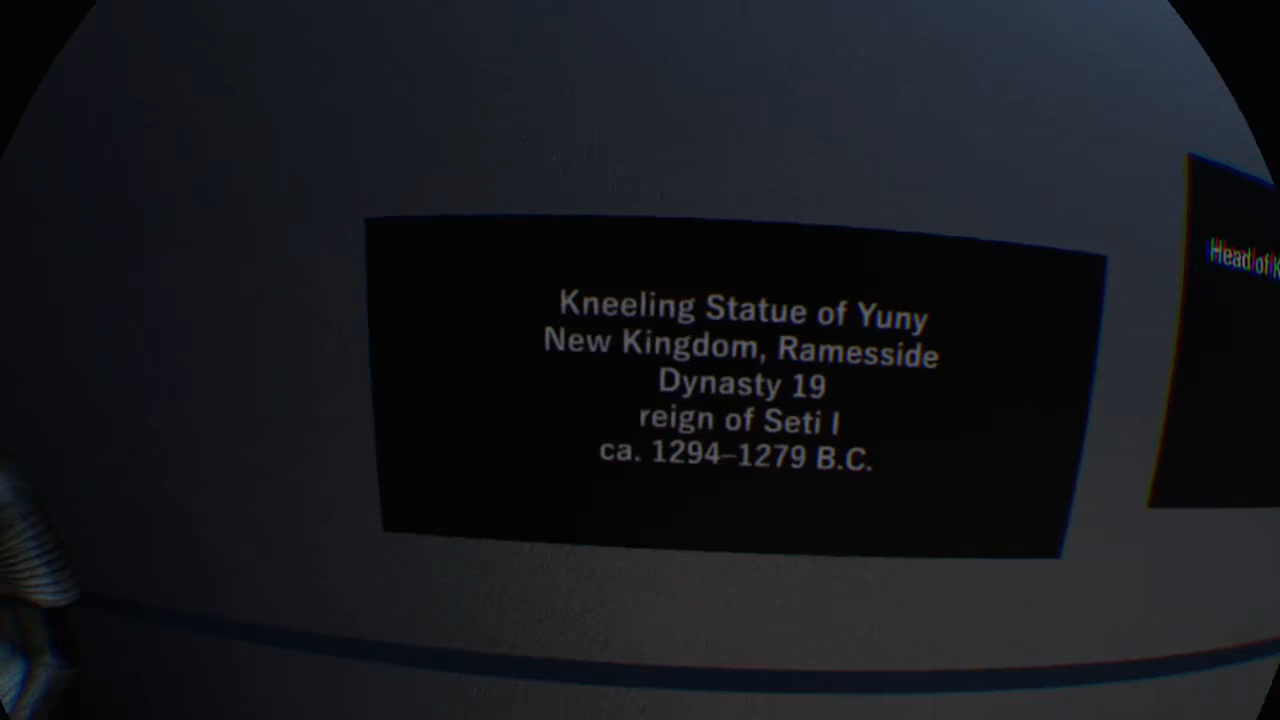 Kneeling Statue of Yuny
New Kingdom, Ramesside
Dynasty 19
reign of Seti I
ca. 1294–1279 B.C.
Head of